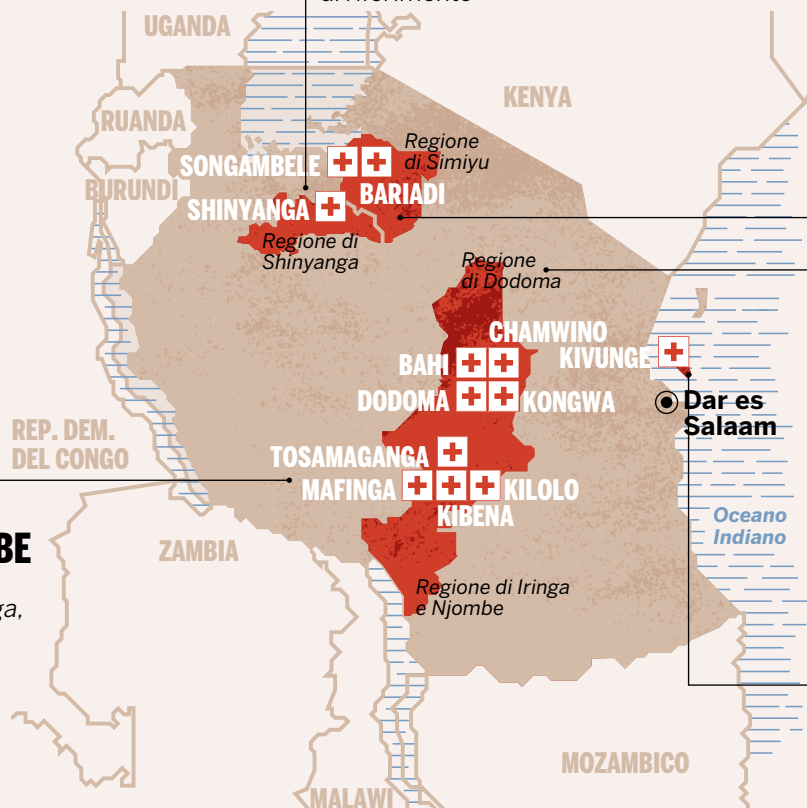 UGANDA
KENYA
RUANDA
Regione
di Simiyu
SONGAMBELE
BURUNDI
BARIADI
SHINYANGA
Regione di
Shinyanga
Regione
di Dodoma
CHAMWINO
BAHI
KIVUNGE
DODOMA
KONGWA
Dar es
Salaam
REP. DEM.
DEL CONGO
TOSAMAGANGA
MAFINGA
KILOLO
KIBENA
Oceano
Indiano
BE
ZAMBIA
Regione di Iringa
e Njombe
ga,
MOZAMBICO
MALAWI